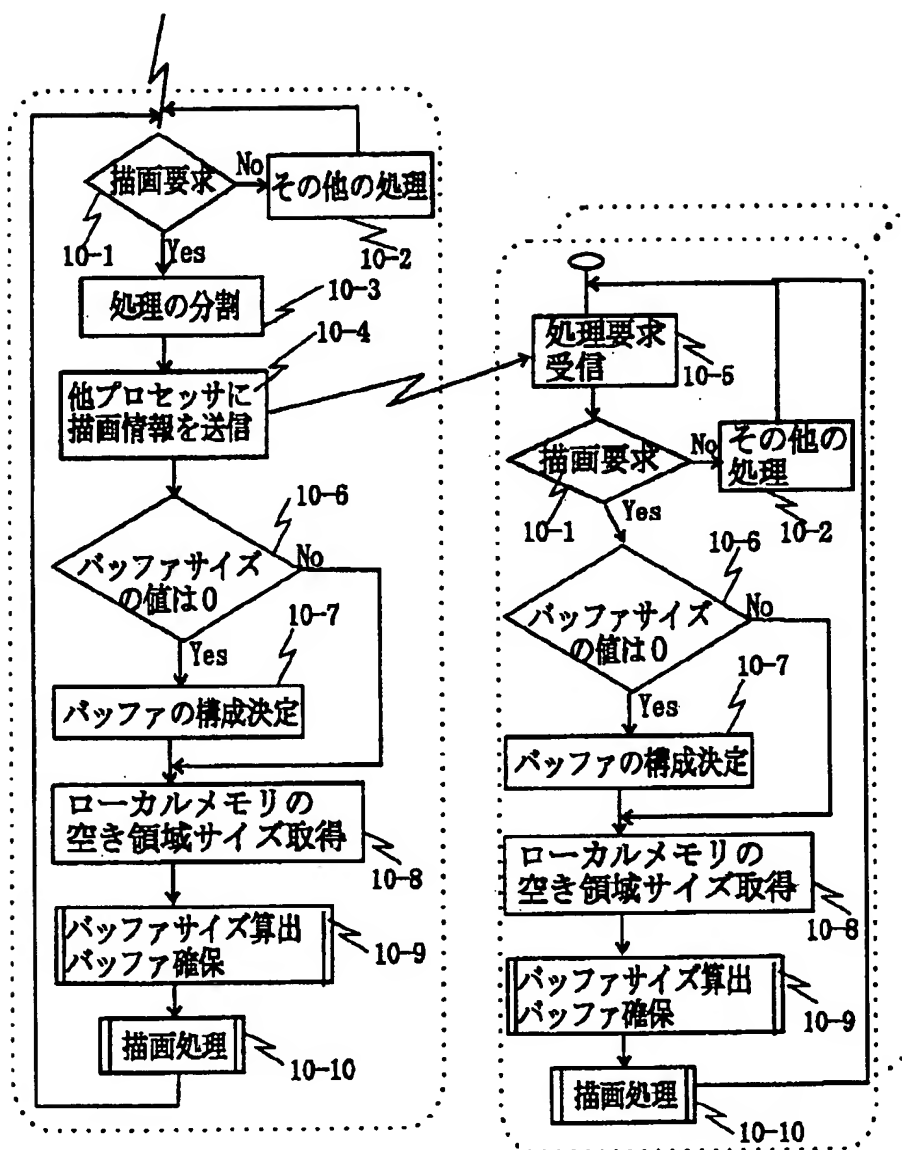 描画要求
No
その他の処理
10-1
Yes
10-2
処理の分割
10-3
10-4
他プロセッサに
描画情報を送信
10-6
バッファサイズ
の値は0
No
10-7
Yes
バッファの構成決定
ローカルメモリの
空き領域サイズ取得
10-8
バッファサイズ算出
バッファ確保
10-9
描画処理
10-10
処理要求
受信
10-5
描画要求
No
その他の
処理
10-1
Yes
10-2
10-6
バッファサイズ
の値は0
No
10-7
Yes
バッファの構成決定
ローカルメモリの
空き領域サイズ取得
10-8
バッファサイズ算出
バッファ確保
10-9
描画処理
10-10